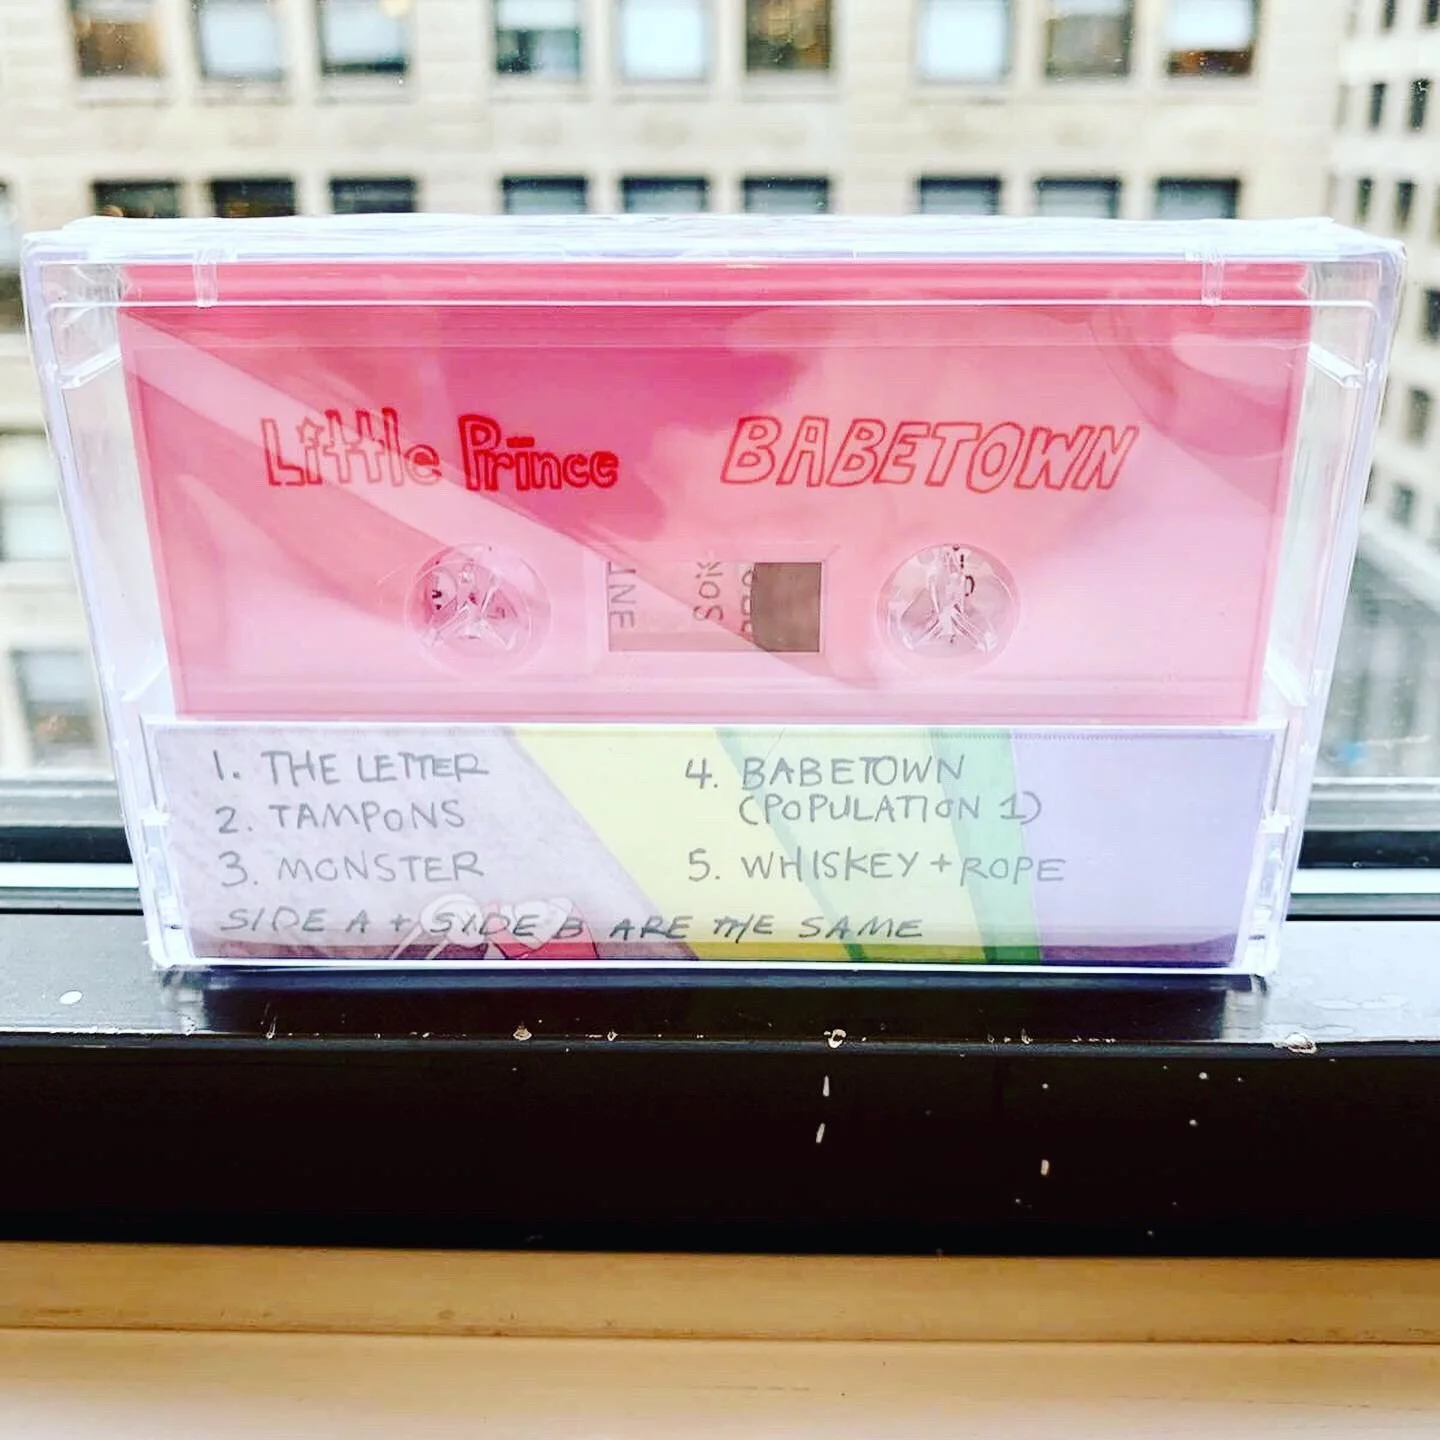 Little Prince BABETOWN
1. THE LETTER
2. TAMPONS
3. MONSTER
4. BABETOWN
(POPULATION 1)
5. WHISKEY + ROPE
SIDE A + SIDE B ARE THE SAME